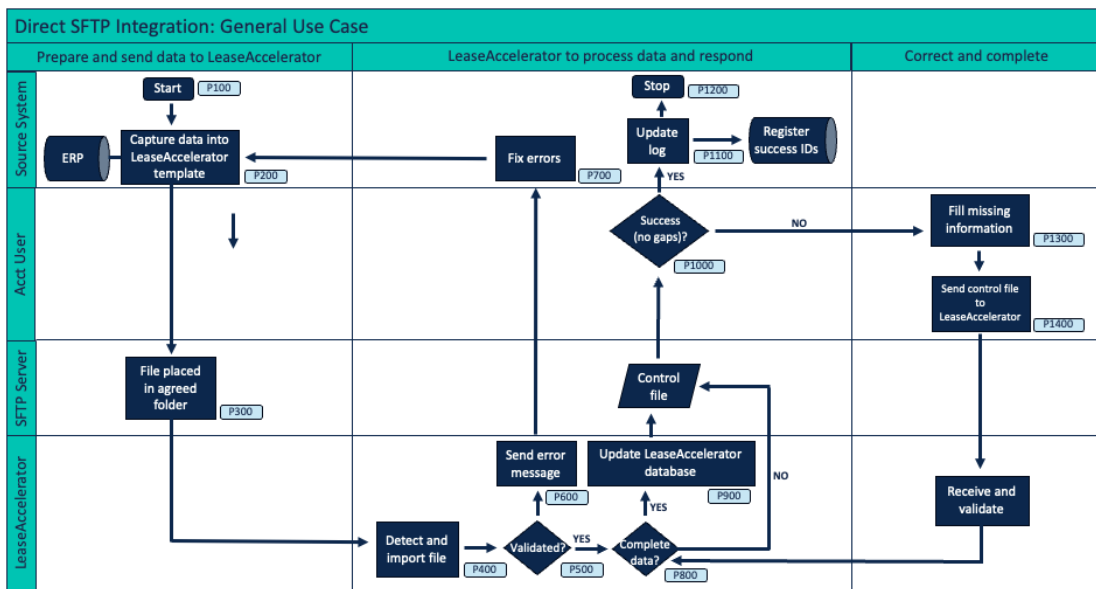 Direct SFTP Integration: General Use Case
Prepare and send data to LeaseAccelerator
LeaseAccelerator to process data and respond
Correct and complete
Source System
Start
P100
ERP
Capture data into
LeaseAccelerator
template
P200
Fix errors
P700
Stop
P1200
Update
log
P1100
Register
success IDs
YES
Acct User
Success
(no gaps)?
P1000
NO
Fill missing
information
P1300
Send control file
to
LeaseAccelerator
P1400
SFTP Server
File placed
in agreed
folder
P300
Control
file
LeaseAccelerator
Send error
message
P600
Update LeaseAccelerator
database
P900
NO
Receive and
validate
YES
Detect and
import file
P400
Validated?
P500
YES
Complete
data?
P800